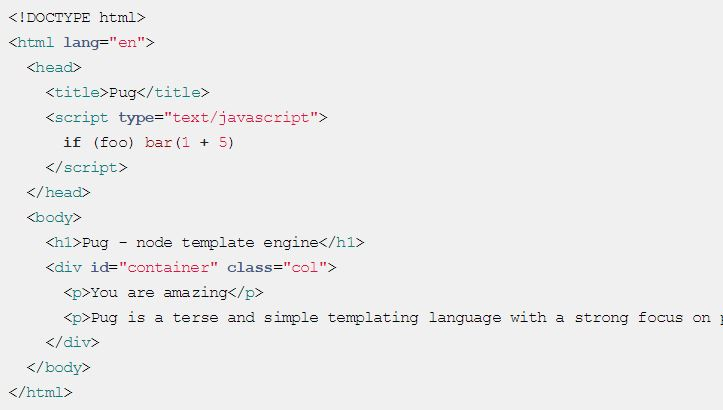 <!DOCTYPE html>
<html lang="en">
  <head>
    <title>Pug</title>
    <script type="text/javascript">
      if (foo) bar(1 + 5)
    </script>
  </head>
  <body>
    <h1>Pug - node template engine</h1>
    <div id="container" class="col">
      <p>You are amazing</p>
      <p>Pug is a terse and simple templating language with a strong focus on
    </div>
  </body>
</html>